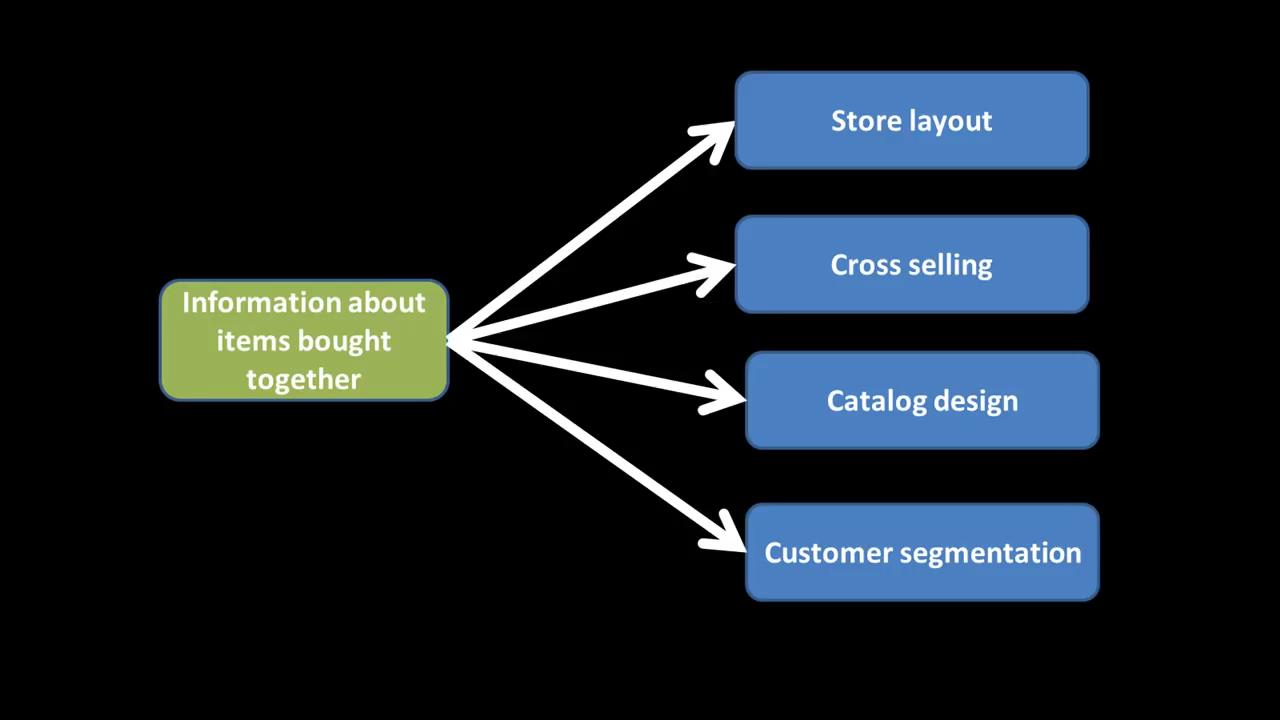 Information about
items bought
together
Store layout
Cross selling
Catalog design
Customer segmentation